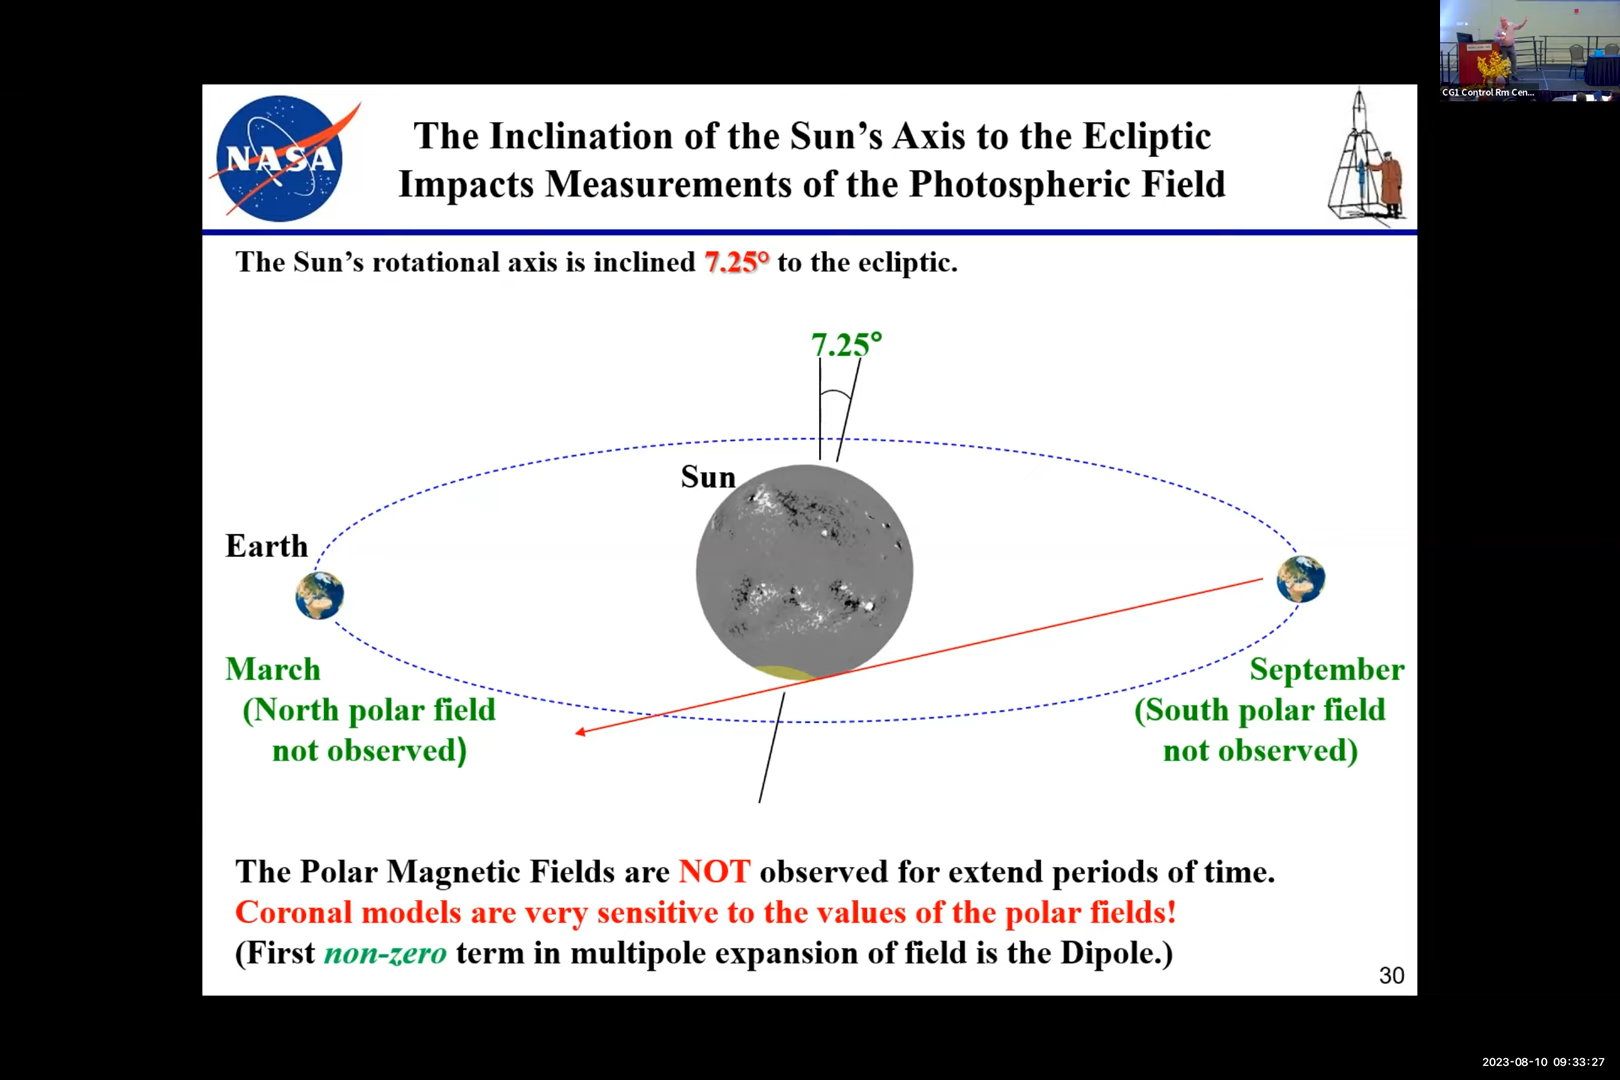 CG1 Control Rm Cen...
NASA
The Inclination of the Sun's Axis to the Ecliptic
Impacts Measurements of the Photospheric Field
The Sun's rotational axis is inclined 7.25° to the ecliptic.
7.25°
Sun
Earth
March
(North polar field
not observed)
September
(South polar field
not observed)
The Polar Magnetic Fields are NOT observed for extend periods of time.
Coronal models are very sensitive to the values of the polar fields!
(First non-zero term in multipole expansion of field is the Dipole.)
30
2023-08-10 09:33:27